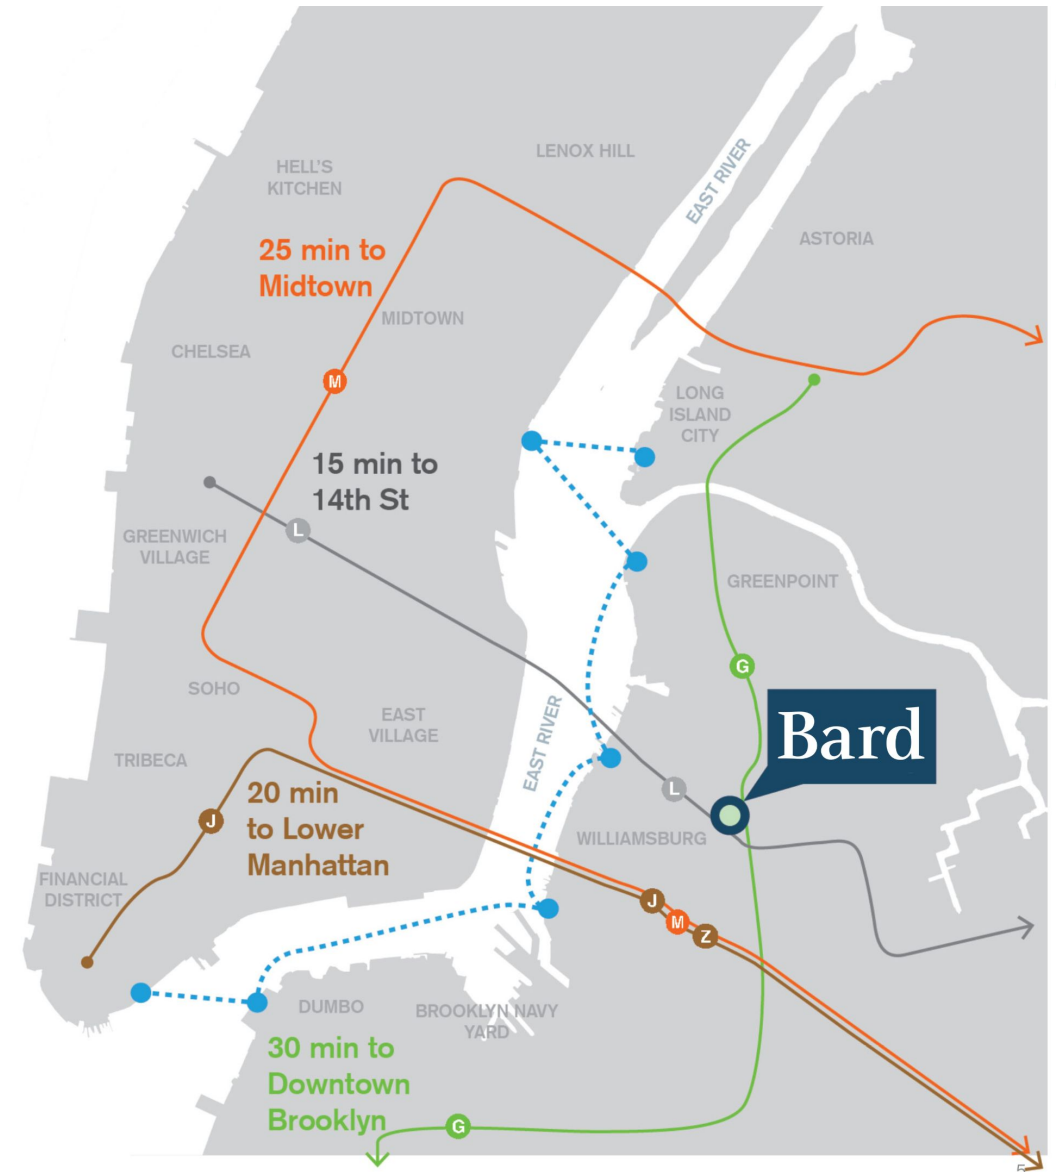 LENOX HILL
HELL'S
KITCHEN
EAST RIVER
ASTORIA
25 min to
Midtown
MIDTOWN
CHELSEA
M
LONG
ISLAND
CITY
15 min to
14th St
L
GREENWICH
VILLAGE
GREENPOINT
G
SOHO
EAST
VILLAGE
EAST RIVER
Bard
TRIBECA
20 min
to Lower
Manhattan
J
L
WILLIAMSBURG
FINANCIAL
DISTRICT
J
M
Z
DUMBO
BROOKLYN NAVY
YARD
30 min to
Downtown
Brooklyn
G